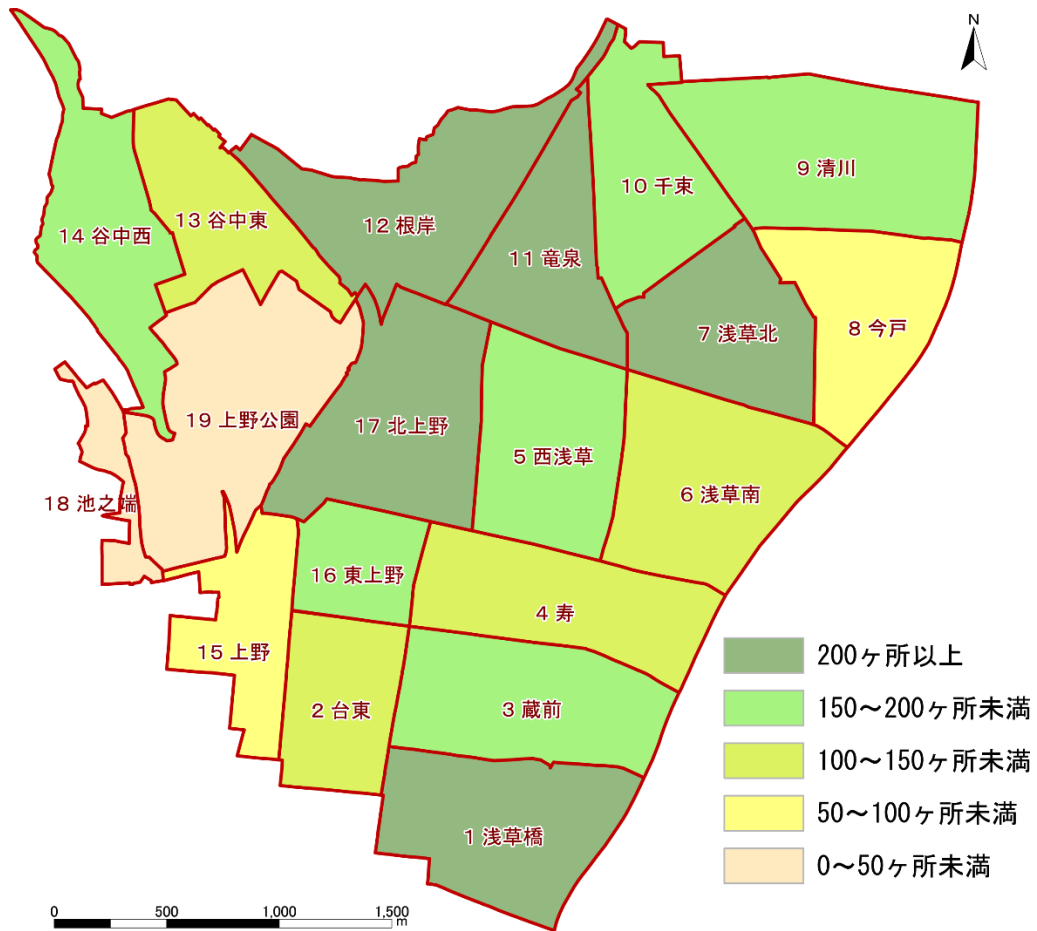 N
9 清川
10 千束
13 谷中東
12 根岸
14 谷中西
11 竜泉
7 浅草北
8 今戸
19 上野公園
17 北上野
5 西浅草
6 浅草南
18 池之端
16 東上野
4 寿
15 上野
2 台東
3 蔵前
1 浅草橋
200ヶ所以上
150～200ヶ所未満
100～150ヶ所未満
50～100ヶ所未満
0～50ヶ所未満
0 500 1,000 1,500
m